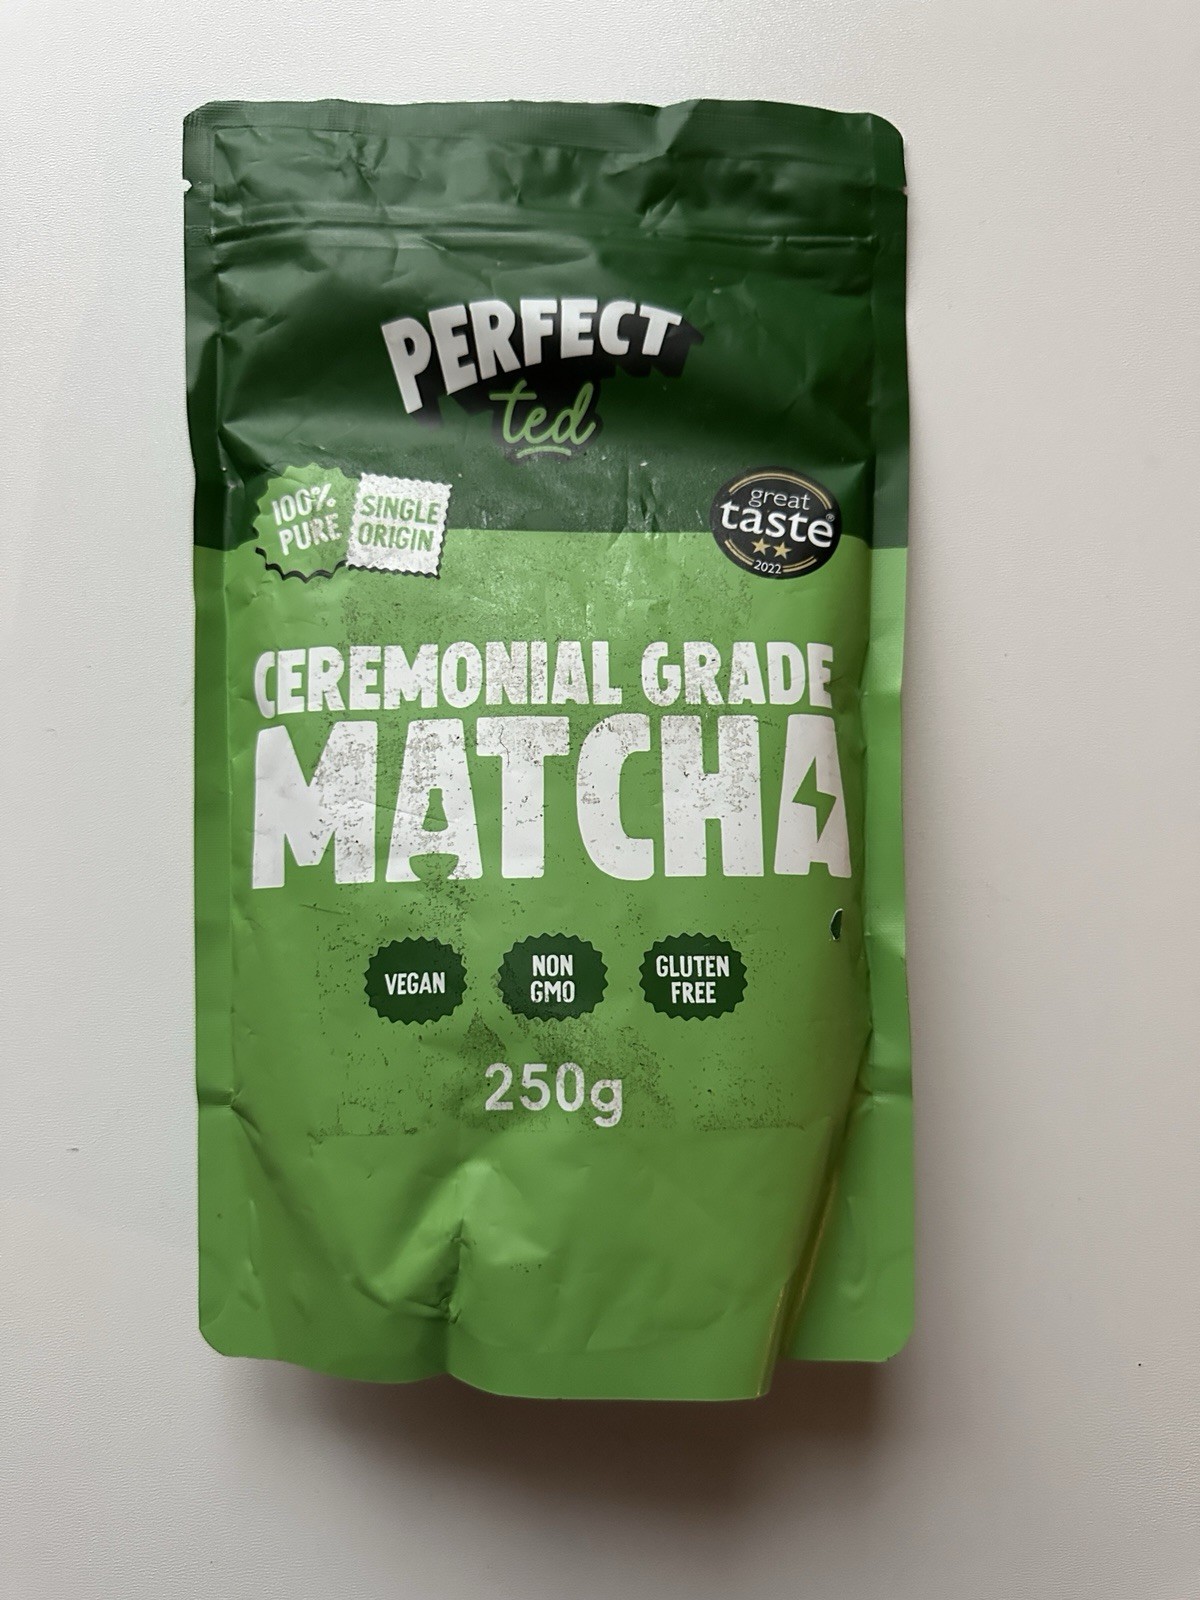 PERFECT
ted
100%
PURE
SINGLE
ORIGIN
great
taste®
2022
CEREMONIAL GRADE
MATCHA
VEGAN
NON
GMO
GLUTEN
FREE
250g